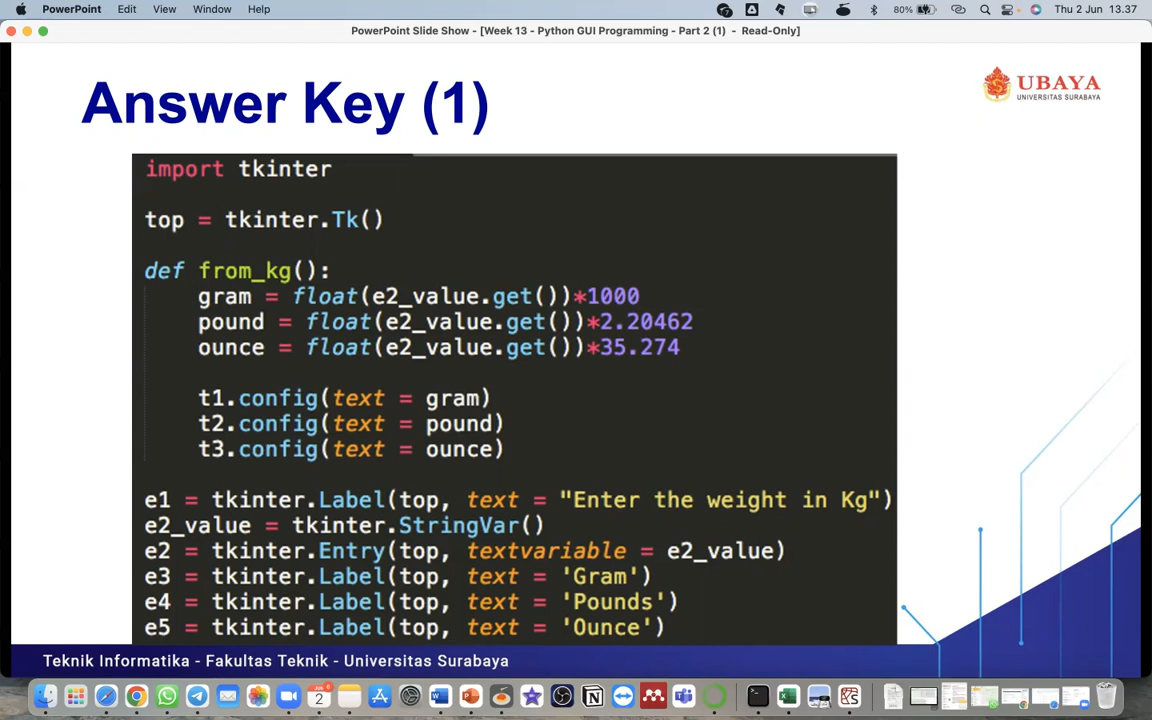 PowerPoint Edit View Window Help 80% Thu 2 Jun 13.37
PowerPoint Slide Show - [Week 13 - Python GUI Programming - Part 2 (1) - Read-Only]
Answer Key (1)
UBAYA
UNIVERSITAS SURABAYA
import tkinter
top = tkinter.Tk()
def from_kg():
gram = float(e2_value.get())*1000
pound = float(e2_value.get())*2.20462
ounce = float(e2_value.get())*35.274
t1.config(text = gram)
t2.config(text = pound)
t3.config(text = ounce)
e1 = tkinter.Label(top, text = "Enter the weight in Kg")
e2_value = tkinter.StringVar()
e2 = tkinter.Entry(top, textvariable = e2_value)
e3 = tkinter.Label(top, text = 'Gram')
e4 = tkinter.Label(top, text = 'Pounds')
e5 = tkinter.Label(top, text = 'Ounce')
Teknik Informatika - Fakultas Teknik - Universitas Surabaya